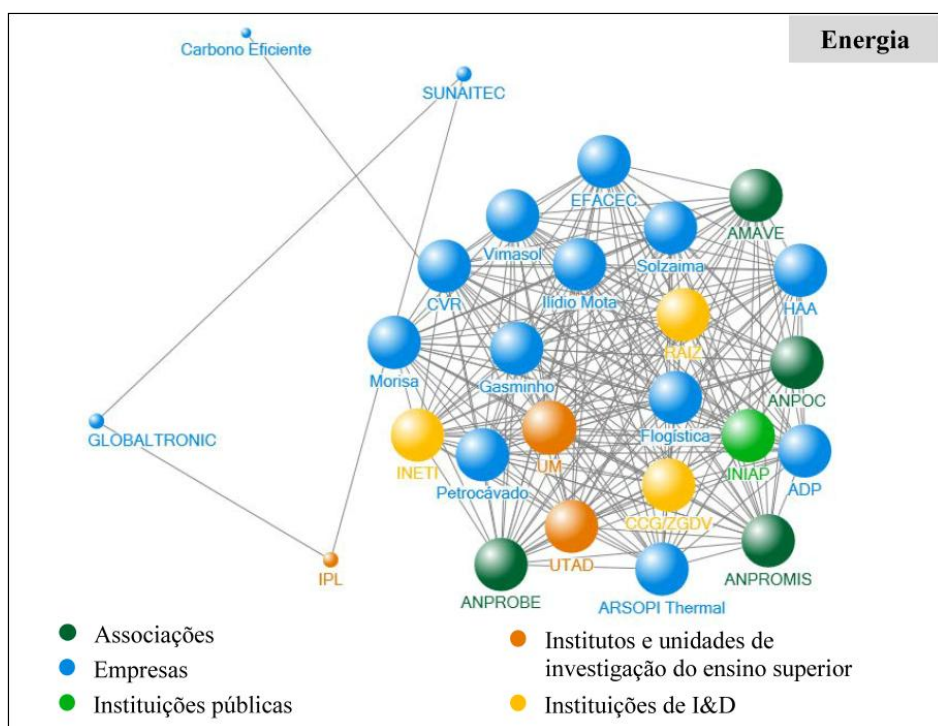 Energia
Carbono Eficiente
SUNAITEC
EFACEC
AMAVE
Vimasol
Solzaima
CVR
Ilídio Mota
HAA
RAIZ
Morisa
Gasminho
ANPOC
GLOBALTRONIC
Flogística
INETI
UM
INIAP
Petrocávado
ADP
CCG/ZGDV
IPL
UTAD
ANPROBE
ARSOPI Thermal
ANPROMIS
Associações
Empresas
Instituições públicas
Institutos e unidades de
investigação do ensino superior
Instituições de I&D